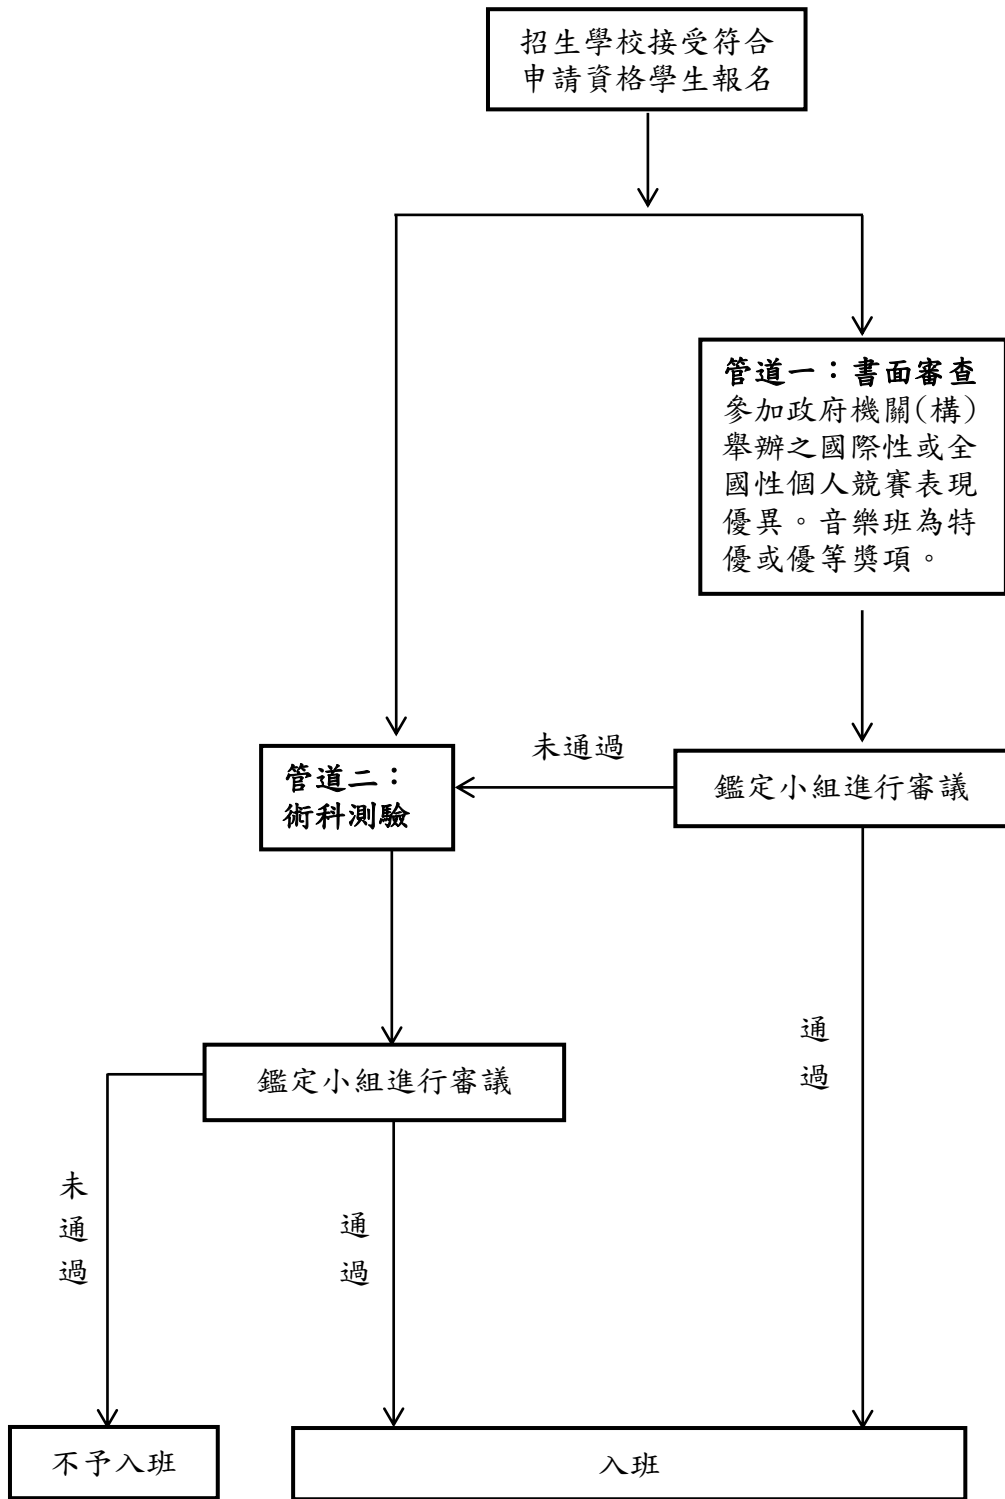 招生學校接受符合
申請資格學生報名
管道一：書面審查
參加政府機關(構)
舉辦之國際性或全
國性個人競賽表現
優異。音樂班為特
優或優等獎項。
未通過
管道二：
術科測驗
鑑定小組進行審議
通過
鑑定小組進行審議
未通過
通過
不予入班
入班